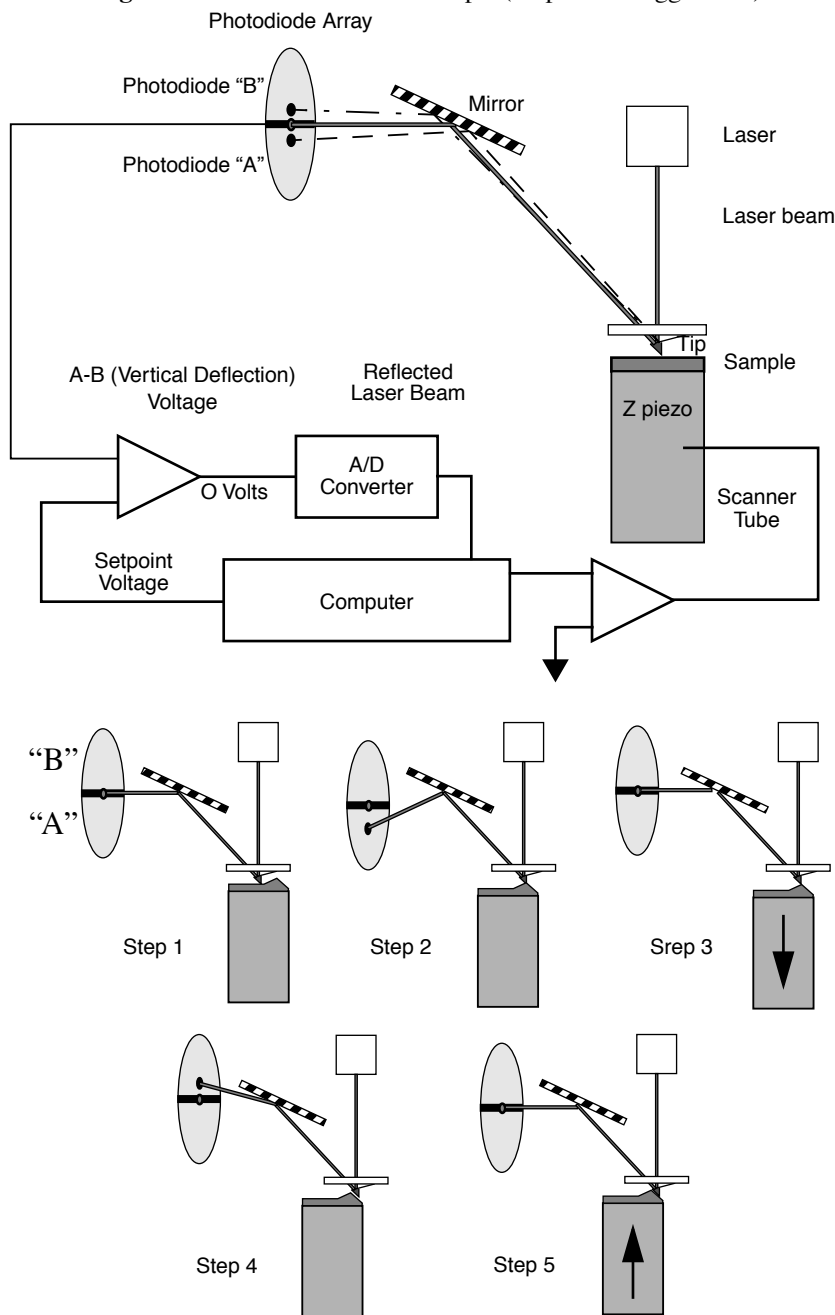 Photodiode Array
Photodiode “B”
Mirror
Photodiode “A”
Laser
Laser beam
Tip
Sample
A-B (Vertical Deflection)
Voltage
Reflected
Laser Beam
Z piezo
A/D
Converter
O Volts
Scanner
Tube
Setpoint
Voltage
Computer
“B”
“A”
Step 1
Step 2
Srep 3
Step 4
Step 5